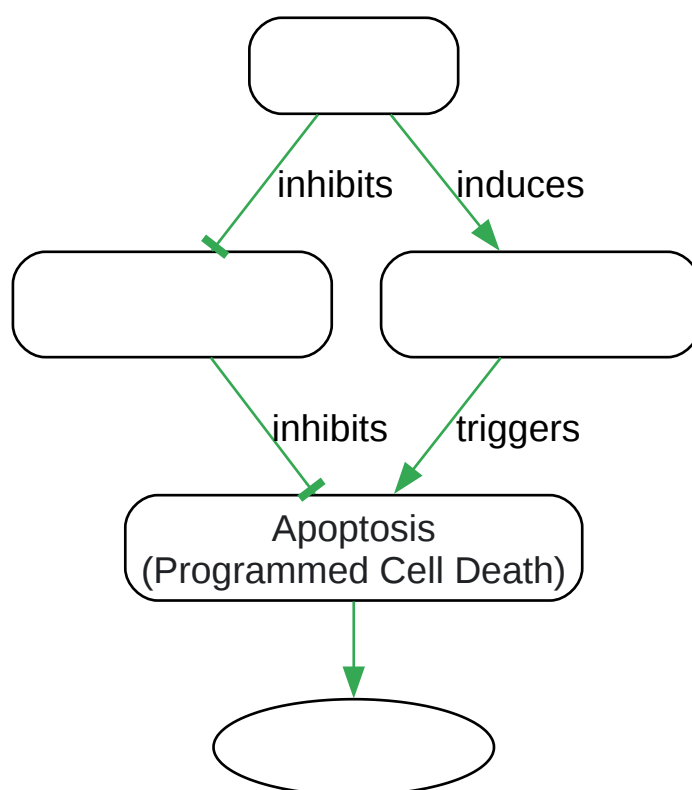 inhibits
induces
inhibits
triggers
Apoptosis
(Programmed Cell Death)